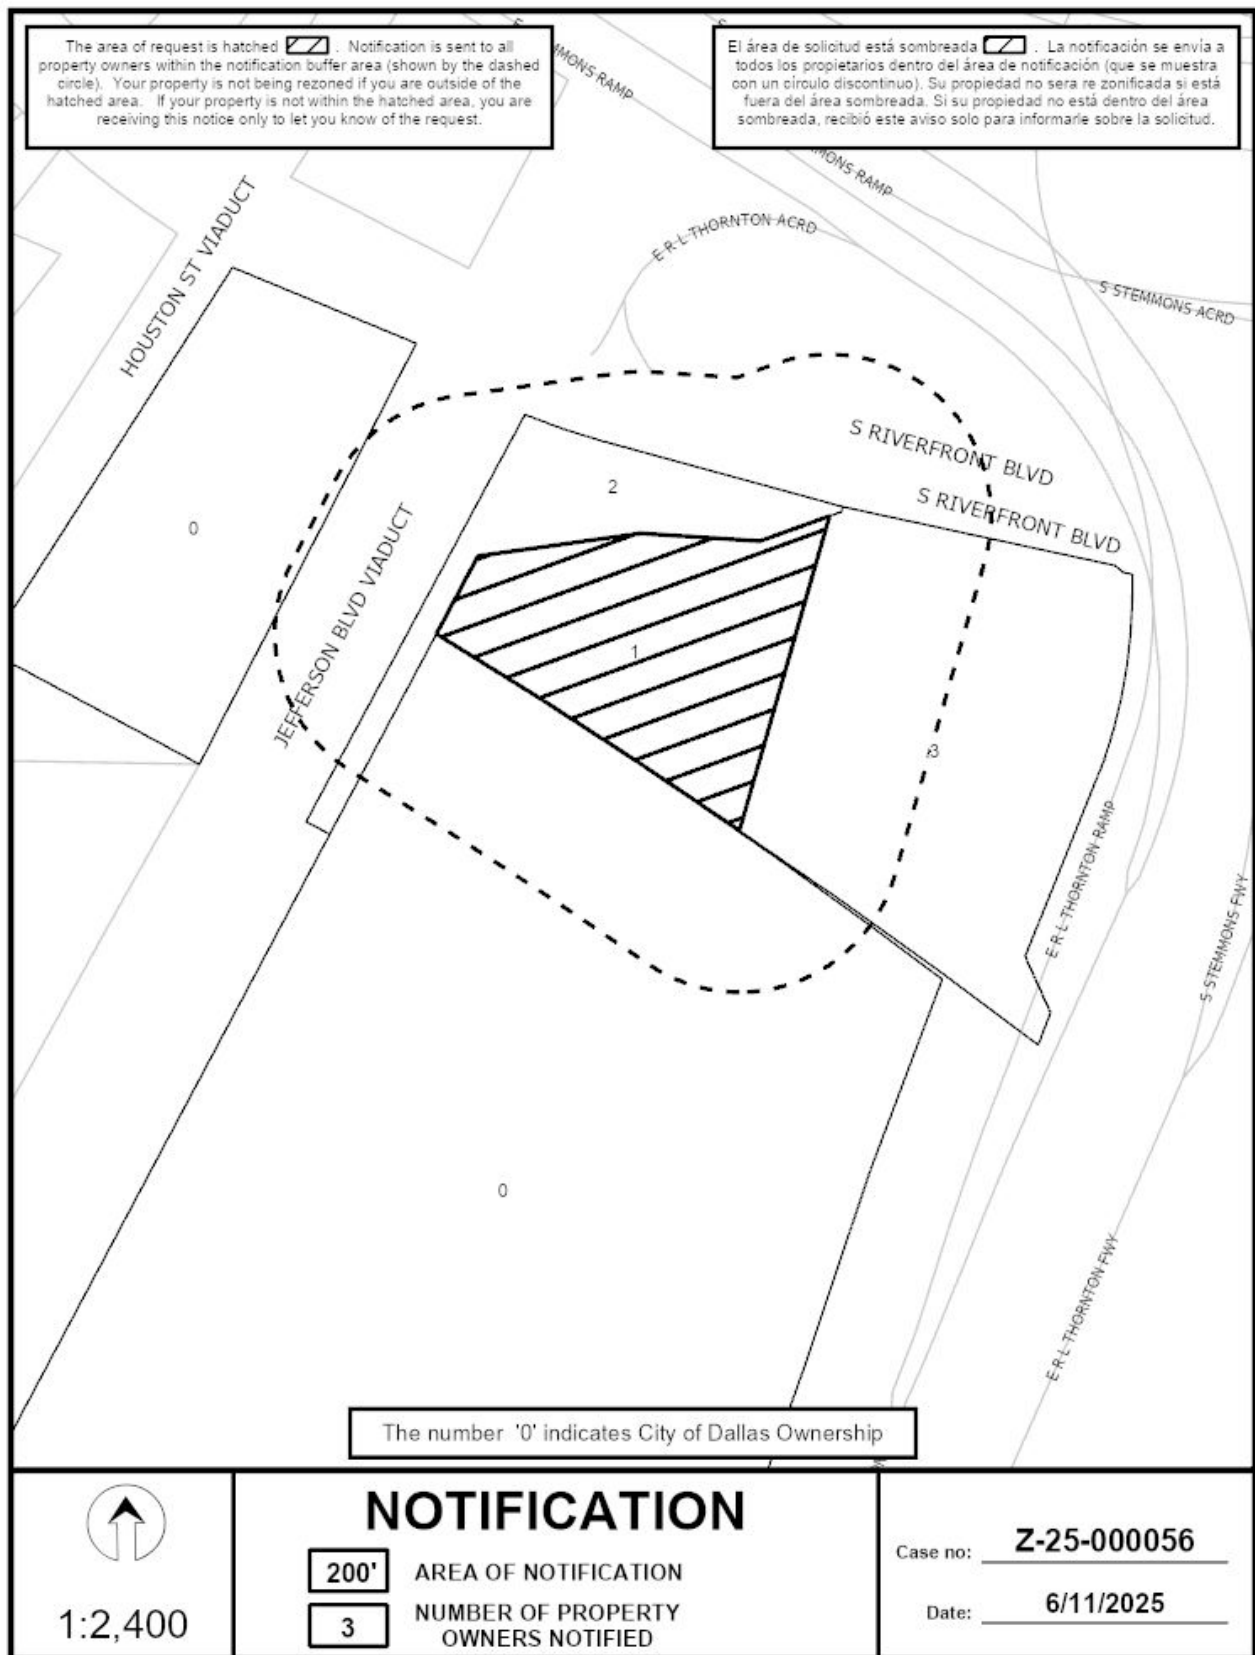 The area of request is hatched . Notification is sent to all
property owners within the notification buffer area (shown by the dashed
circle). Your property is not being rezoned if you are outside of the
hatched area. If your property is not within the hatched area, you are
receiving this notice only to let you know of the request.
El área de solicitud está sombreada . La notificación se envía a
todos los propietarios dentro del área de notificación (que se muestra
con un círculo discontinuo). Su propiedad no sera re zonificada si está
fuera del área sombreada. Si su propiedad no está dentro del área
sombreada, recibió este aviso solo para informarle sobre la solicitud.
MMONS RAMP
MMONS RAMP
E R L THORNTON ACRD
S STEMMONS ACRD
HOUSTON ST VIADUCT
S RIVERFRONT BLVD
S RIVERFRONT BLVD
2
0
JEFFERSON BLVD VIADUCT
1
3
E R L THORNTON RAMP
S STEMMONS FWY
0
E R L THORNTON FWY
The number '0' indicates City of Dallas Ownership
1:2,400
NOTIFICATION
200' AREA OF NOTIFICATION
3 NUMBER OF PROPERTY
OWNERS NOTIFIED
Case no: Z-25-000056
Date: 6/11/2025